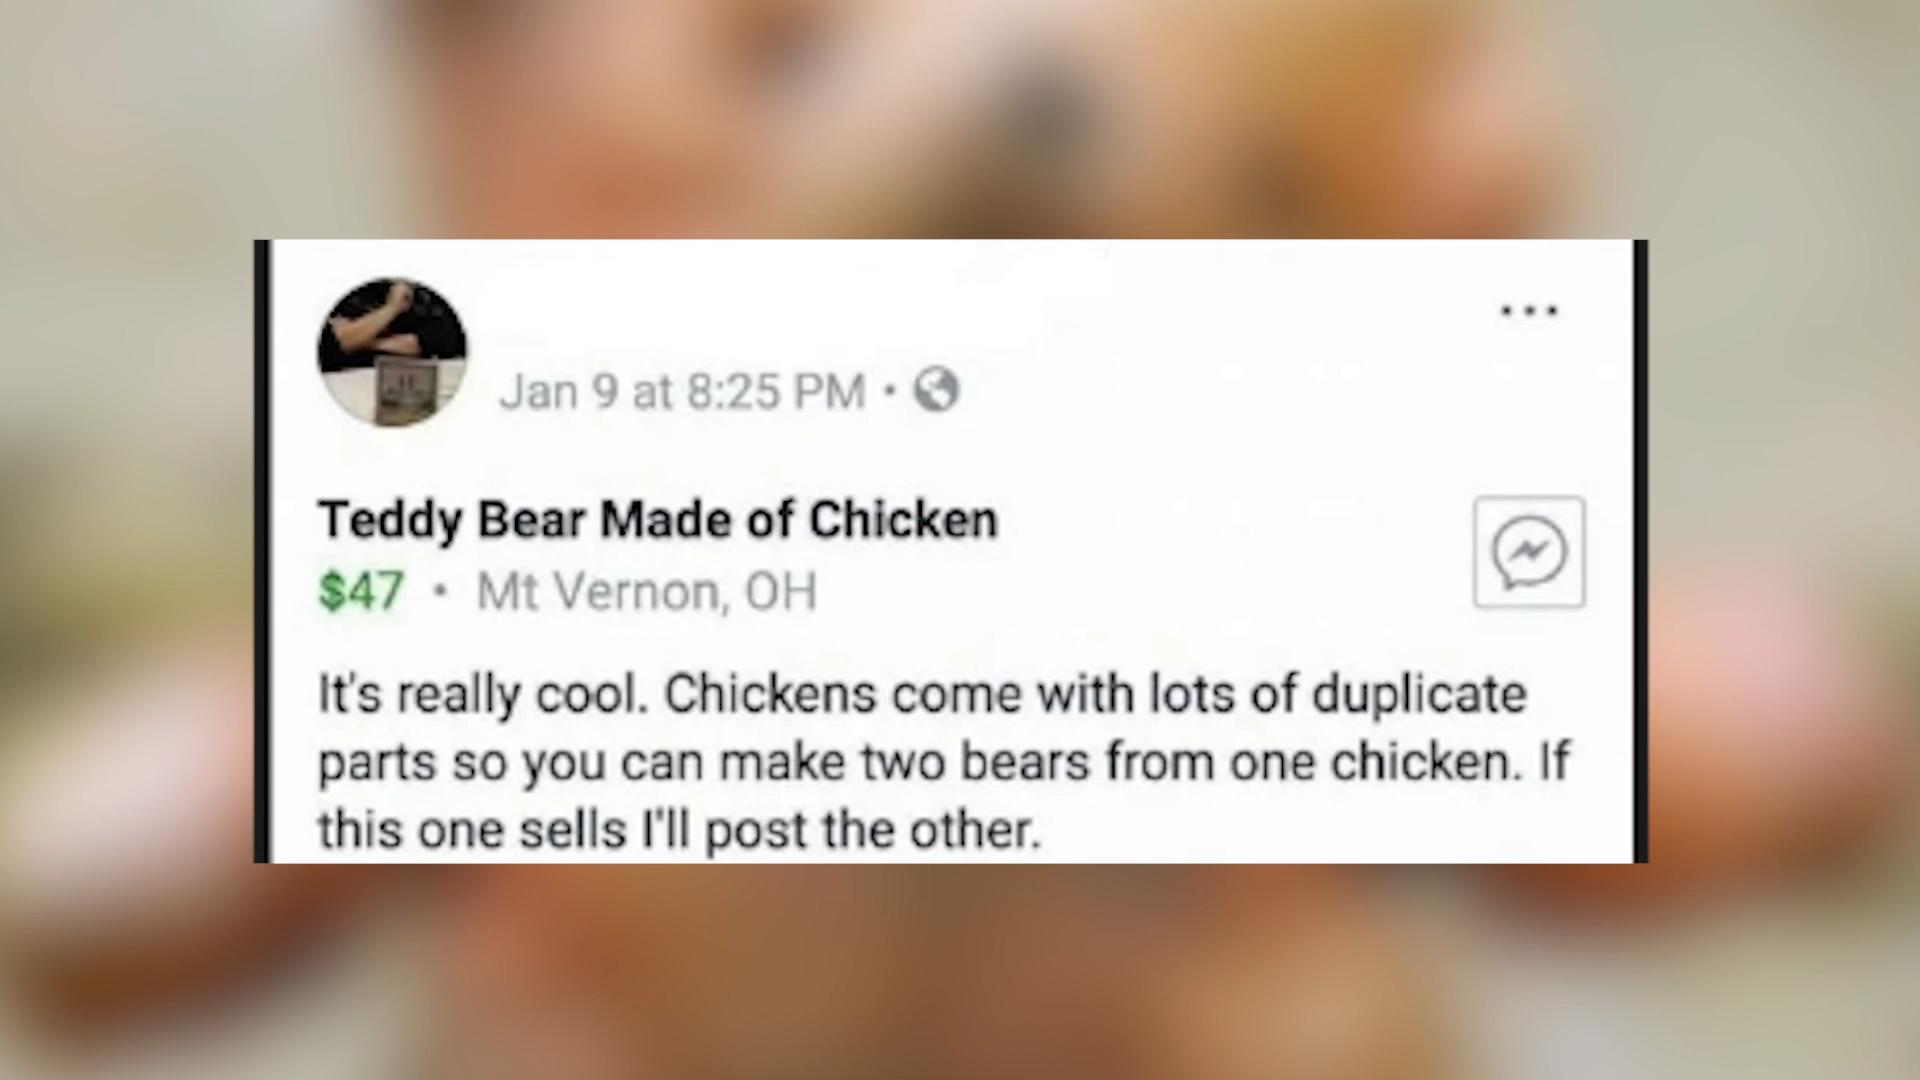 Jan 9 at 8:25 PM •
Teddy Bear Made of Chicken
$47 • Mt Vernon, OH
It's really cool. Chickens come with lots of duplicate
parts so you can make two bears from one chicken. If
this one sells I'll post the other.